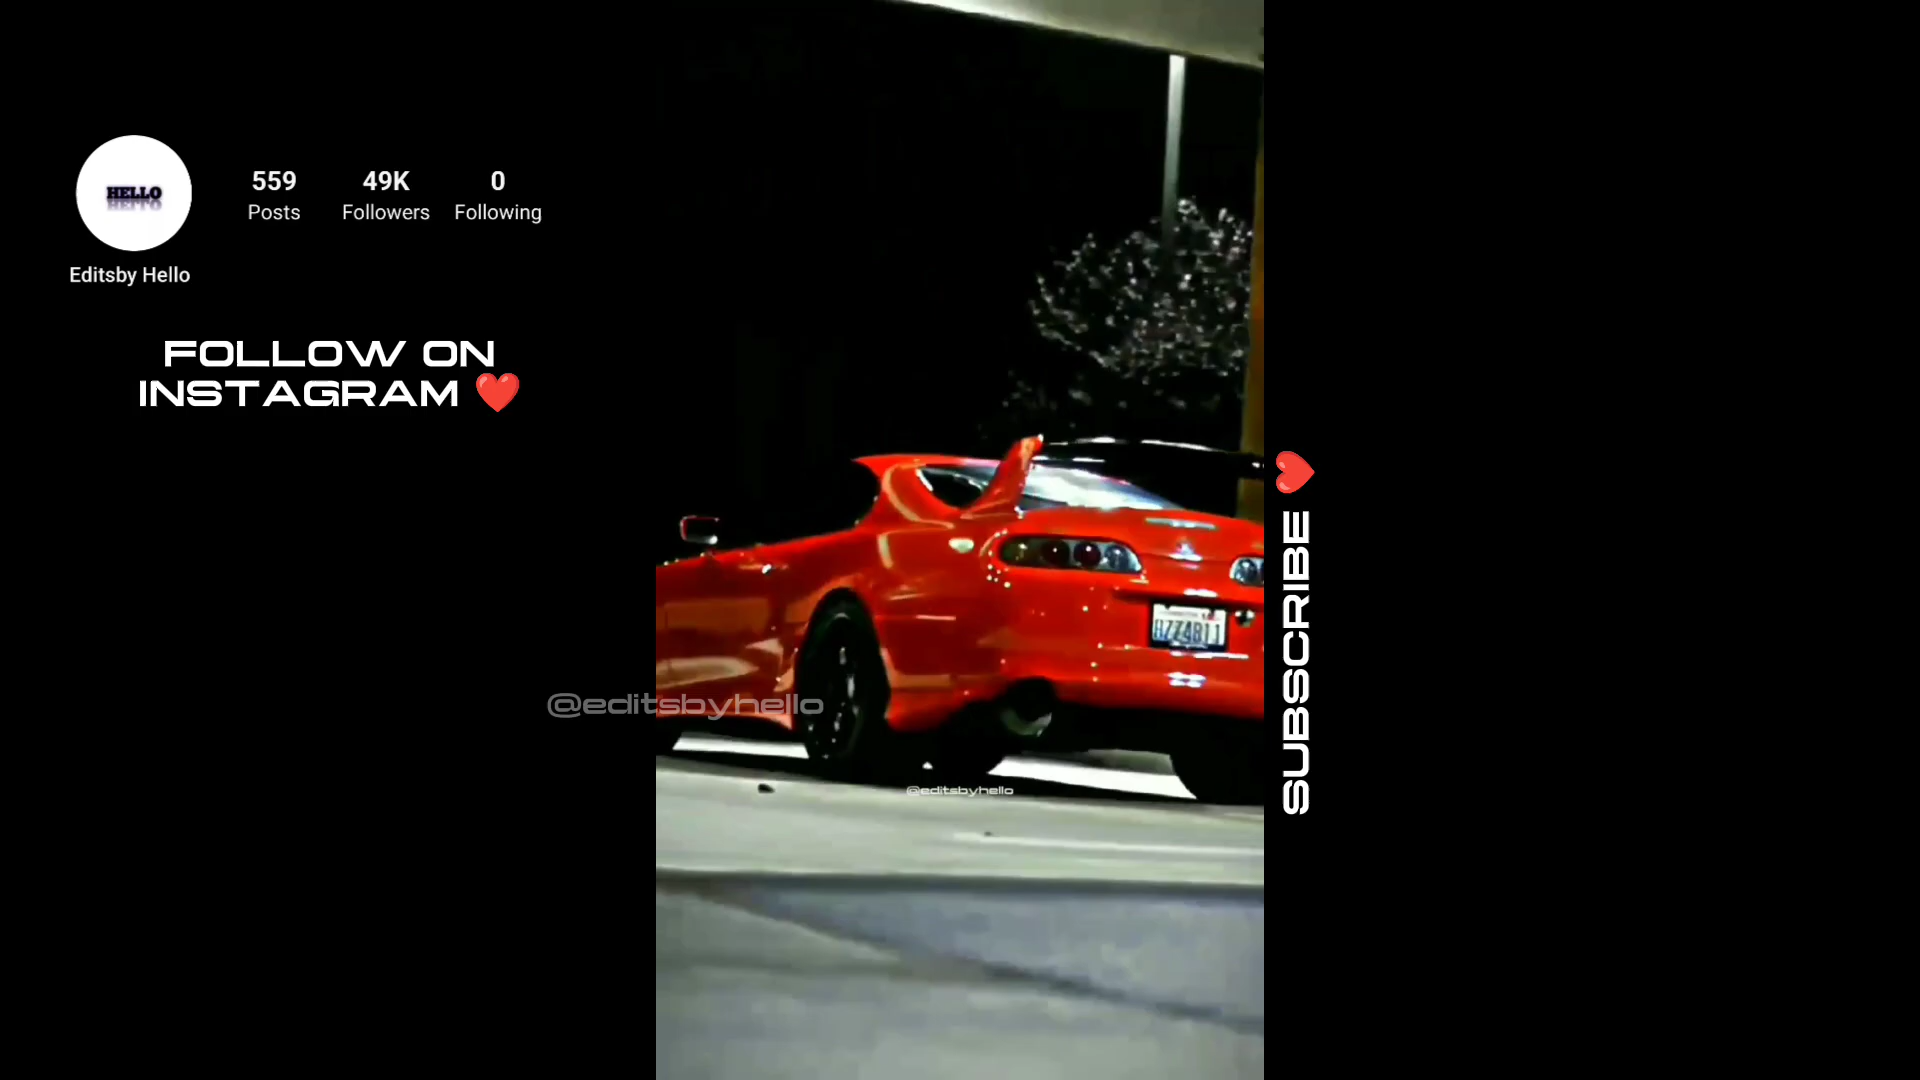 HELLO
559
49K
0
Posts
Followers
Following
Editsby Hello
FOLLOW ON
INSTAGRAM ❤️
@editsbyhello
@editsbyhello
SUBSCRIBE ❤️